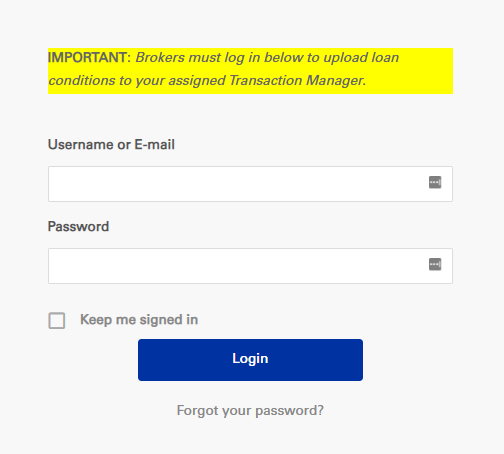 IMPORTANT: Brokers must log in below to upload loan
conditions to your assigned Transaction Manager.
Username or E-mail
Password
Keep me signed in
Login
Forgot your password?